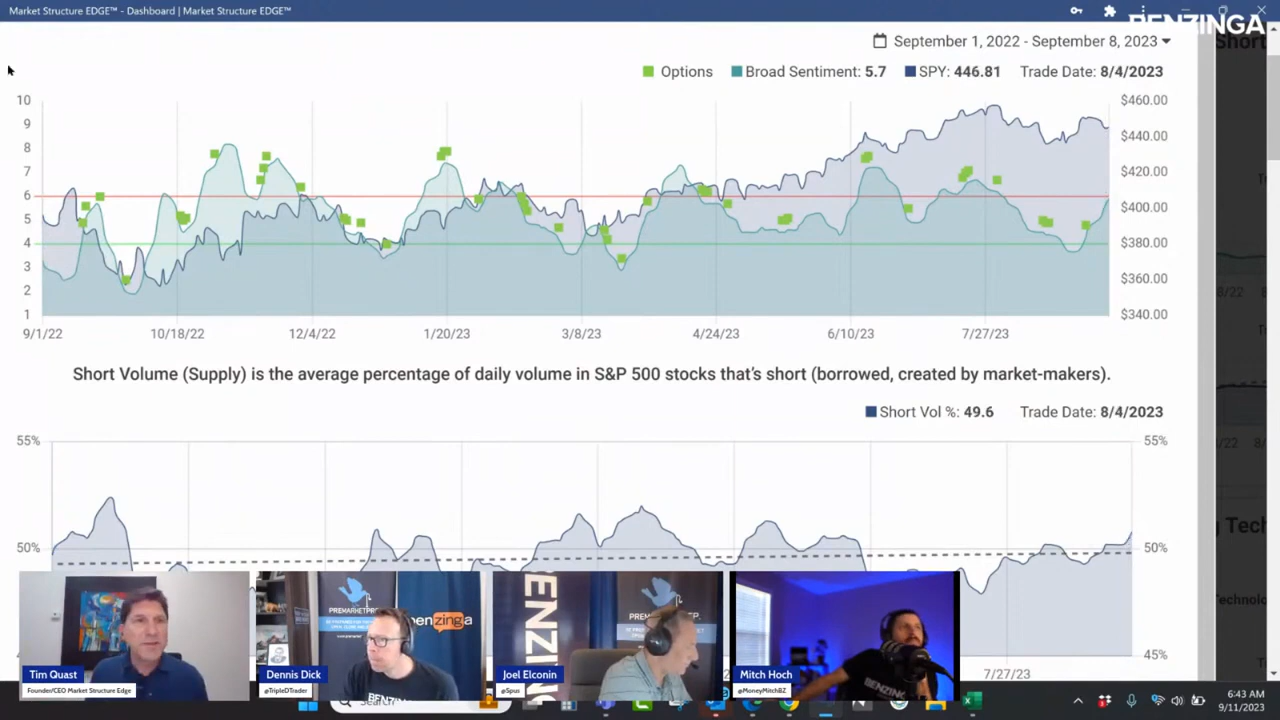 Market Structure EDGE™ - Dashboard | Market Structure EDGE™
BENZINGA
September 1, 2022 - September 8, 2023
Options Broad Sentiment: 5.7 SPY: 446.81 Trade Date: 8/4/2023
10 $460.00
9
8 $440.00
7 $420.00
6
5 $400.00
4 $380.00
3
2 $360.00
1 $340.00
9/1/22 10/18/22 12/4/22 1/20/23 3/8/23 4/24/23 6/10/23 7/27/23
Short Volume (Supply) is the average percentage of daily volume in S&P 500 stocks that's short (borrowed, created by market-makers).
Short Vol %: 49.6 Trade Date: 8/4/2023
55% 55%
50% 50%
45%
7/27/23
Tim Quast
Founder/CEO Market Structure Edge
Dennis Dick
@TripleDTrader
Joel Elconin
@Spus
Mitch Hoch
@MoneyMitchBZ
Search
6:43 AM
9/11/2023